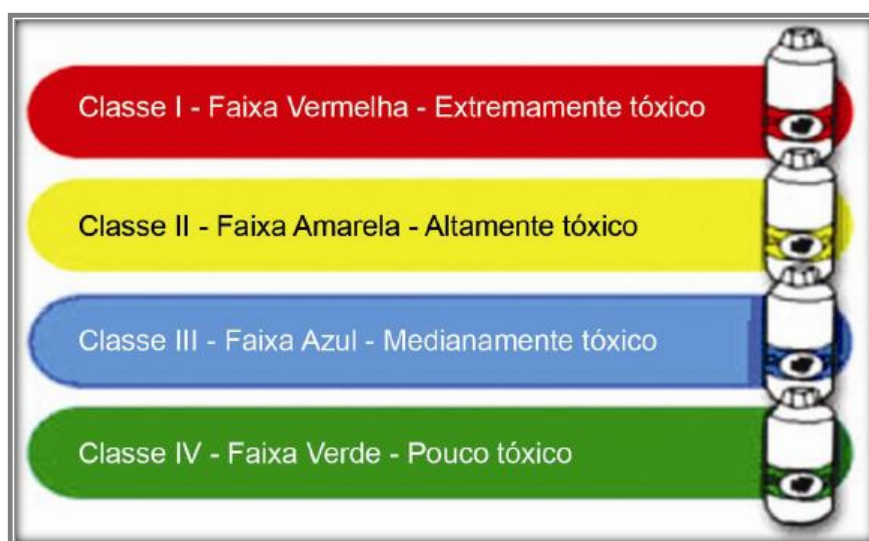 Classe I - Faixa Vermelha - Extremamente tóxico
Classe II - Faixa Amarela - Altamente tóxico
Classe III - Faixa Azul - Medianamente tóxico
Classe IV - Faixa Verde - Pouco tóxico